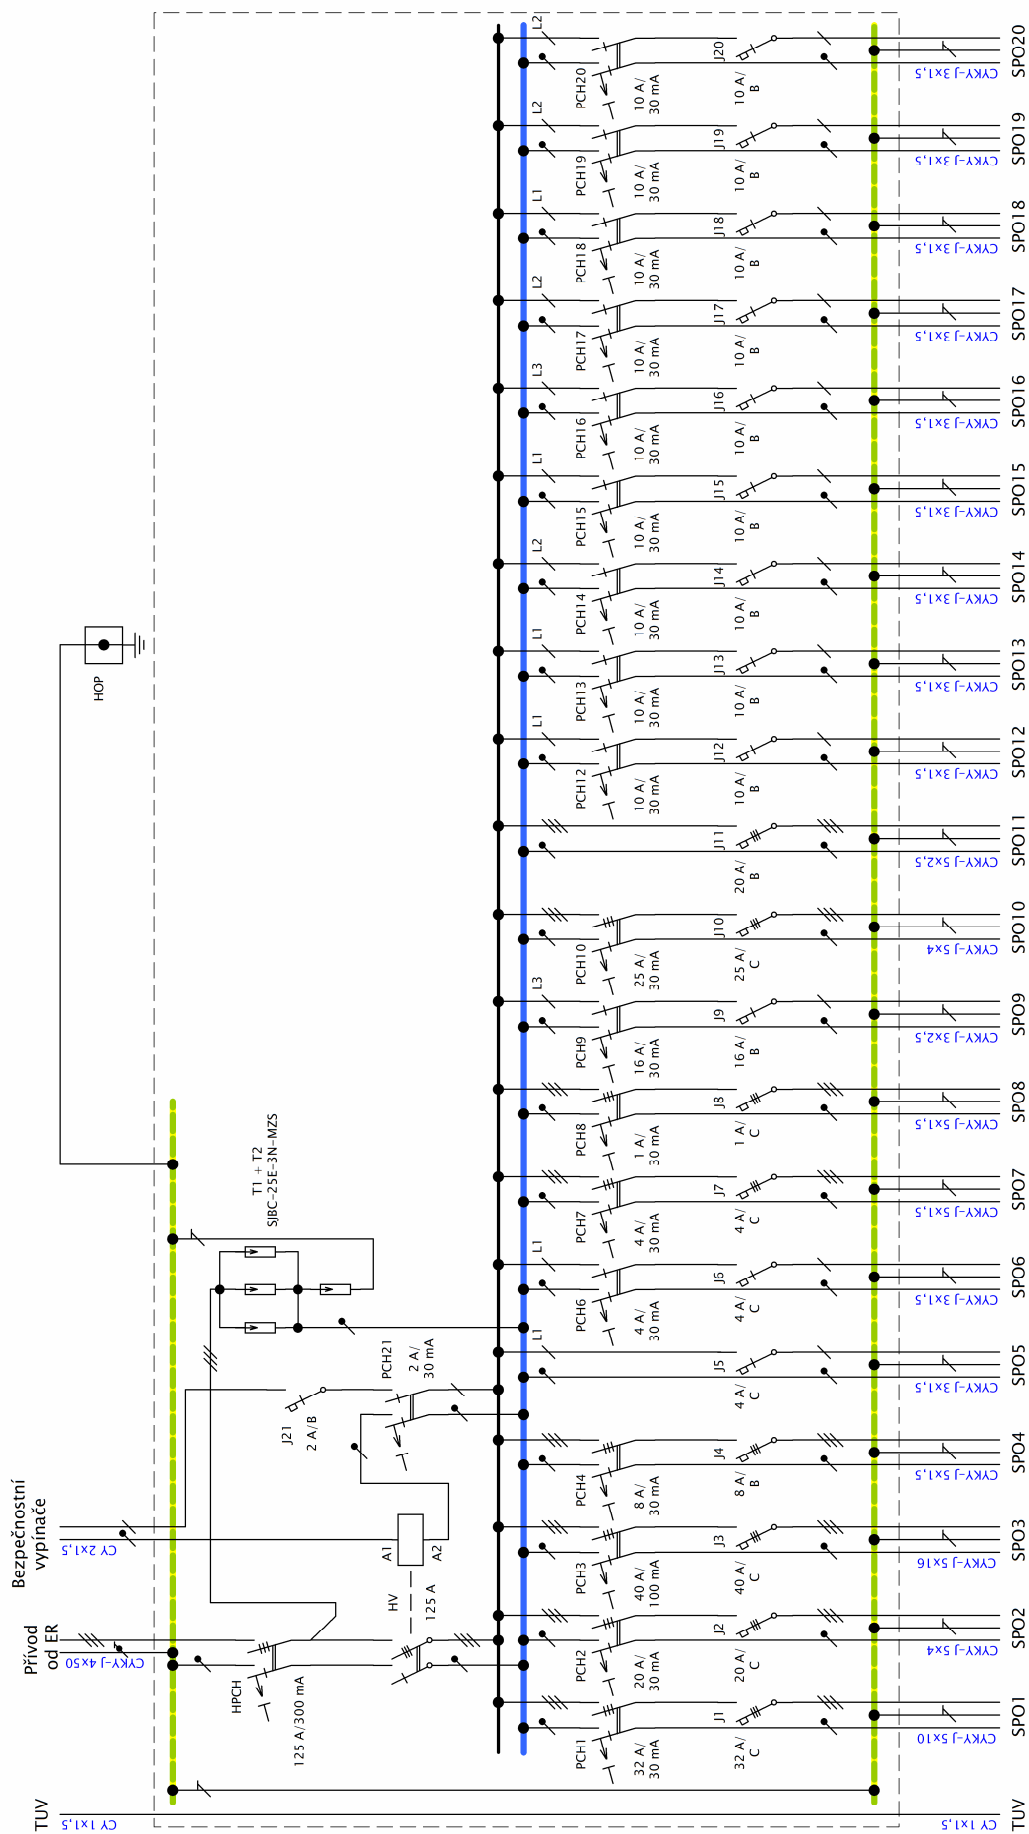 TUV
CY 1x1,5
Přívod
od ER
CYKY-J 4x50
Bezpečnostní
vypínače
CY 2x1,5
HPCH
125 A/300 mA
HV
125 A
A1
A2
J21
2 A/B
PCH21
2 A/
30 mA
T1 + T2
SJBC-25E-3N-MZS
HOP
PCH1
32 A/
30 mA
J1
32 A/
C
CYKY-J 5x10
SPO1
PCH2
20 A/
30 mA
J2
20 A/
C
CYKY-J 5x4
SPO2
PCH3
40 A/
100 mA
J3
40 A/
C
CYKY-J 5x16
SPO3
PCH4
8 A/
30 mA
J4
8 A/
B
CYKY-J 5x1,5
SPO4
L1
J5
4 A/
C
CYKY-J 3x1,5
SPO5
L1
PCH6
4 A/
30 mA
J6
4 A/
C
CYKY-J 3x1,5
SPO6
PCH7
4 A/
30 mA
J7
4 A/
C
CYKY-J 5x1,5
SPO7
PCH8
1 A/
30 mA
J8
1 A/
C
CYKY-J 5x1,5
SPO8
L3
PCH9
16 A/
30 mA
J9
16 A/
B
CYKY-J 3x2,5
SPO9
PCH10
25 A/
30 mA
J10
25 A/
C
CYKY-J 5x4
SPO10
J11
20 A/
B
CYKY-J 5x2,5
SPO11
L1
PCH12
10 A/
30 mA
J12
10 A/
B
CYKY-J 3x1,5
SPO12
L1
PCH13
10 A/
30 mA
J13
10 A/
B
CYKY-J 3x1,5
SPO13
L2
PCH14
10 A/
30 mA
J14
10 A/
B
CYKY-J 3x1,5
SPO14
L1
PCH15
10 A/
30 mA
J15
10 A/
B
CYKY-J 3x1,5
SPO15
L3
PCH16
10 A/
30 mA
J16
10 A/
B
CYKY-J 3x1,5
SPO16
L2
PCH17
10 A/
30 mA
J17
10 A/
B
CYKY-J 3x1,5
SPO17
L1
PCH18
10 A/
30 mA
J18
10 A/
B
CYKY-J 3x1,5
SPO18
L2
PCH19
10 A/
30 mA
J19
10 A/
B
CYKY-J 3x1,5
SPO19
L2
PCH20
10 A/
30 mA
J20
10 A/
B
CYKY-J 3x1,5
SPO20
CY 1x1,5
TUV